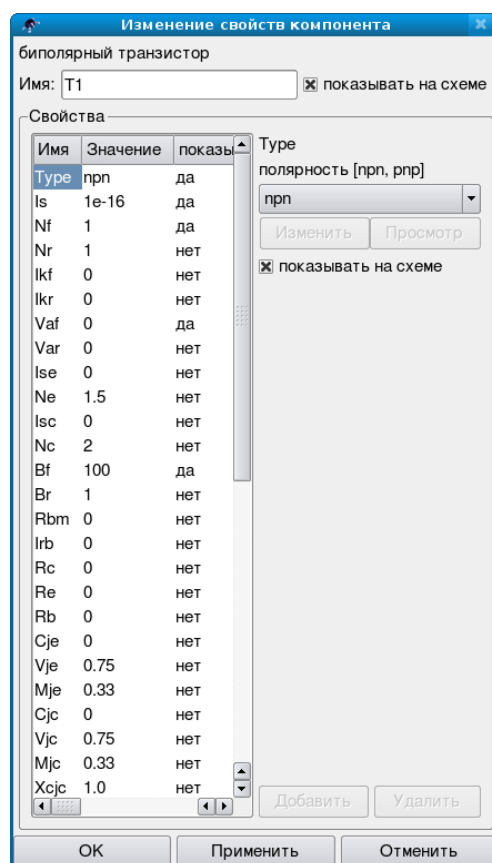 Изменение свойств компонента
биполярный транзистор
Имя: T1 показывать на схеме
Свойства
Имя Значение показы
Type npn да
Is 1e-16 да
Nf 1 да
Nr 1 нет
Ikf 0 нет
Ikr 0 нет
Vaf 0 да
Var 0 нет
Ise 0 нет
Ne 1.5 нет
Isc 0 нет
Nc 2 нет
Bf 100 да
Br 1 нет
Rbm 0 нет
Irb 0 нет
Rc 0 нет
Re 0 нет
Rb 0 нет
Cje 0 нет
Vje 0.75 нет
Mje 0.33 нет
Cjc 0 нет
Vjc 0.75 нет
Mjc 0.33 нет
Xcjc 1.0 нет
Type
полярность [npn, pnp]
npn
Изменить Просмотр
показывать на схеме
Добавить Удалить
OK Применить Отменить